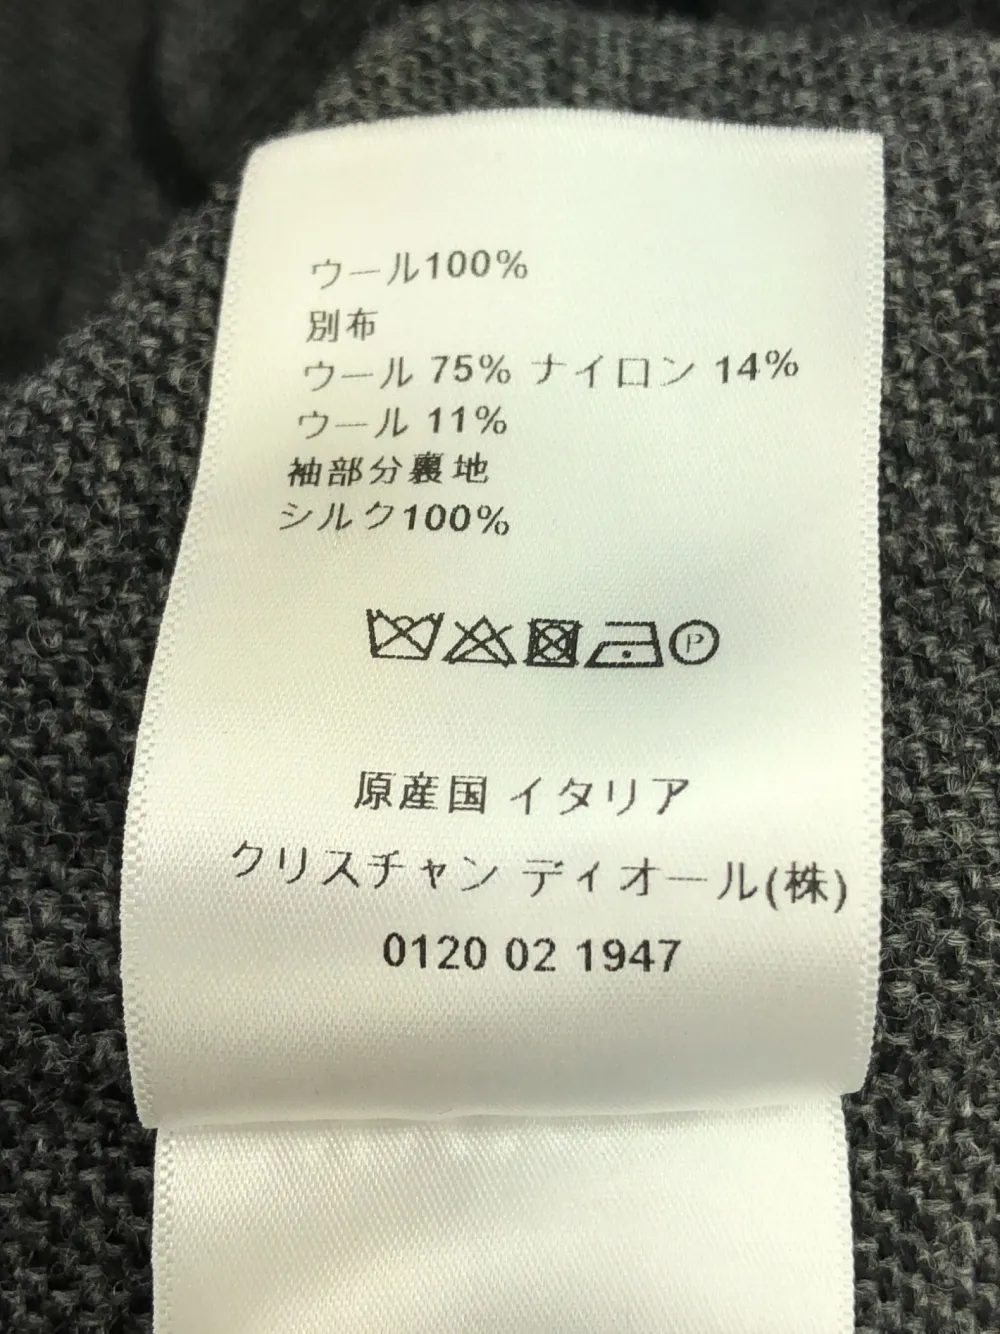 ウール100%
別布
ウール 75% ナイロン 14%
ウール 11%
袖部分裏地
シルク100%
P
原産国 イタリア
クリスチャン ディオール(株)
0120 02 1947